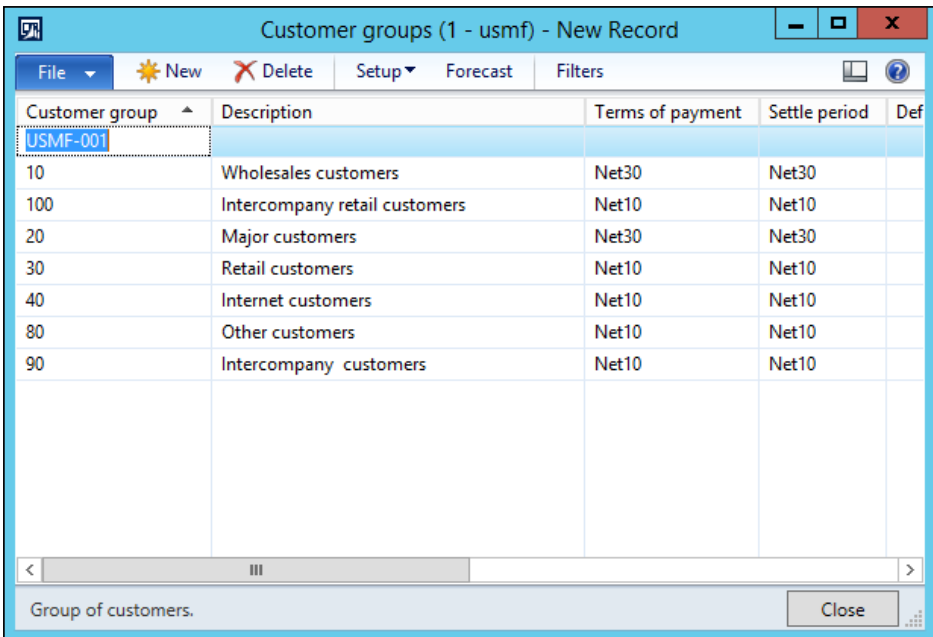 Customer groups (1 - usmf) - New Record
File New Delete Setup Forecast Filters
Customer group Description Terms of payment Settle period Def
USMF-001
10 Wholesales customers Net30 Net30
100 Intercompany retail customers Net10 Net10
20 Major customers Net30 Net30
30 Retail customers Net10 Net10
40 Internet customers Net10 Net10
80 Other customers Net10 Net10
90 Intercompany  customers Net10 Net10
Group of customers. Close